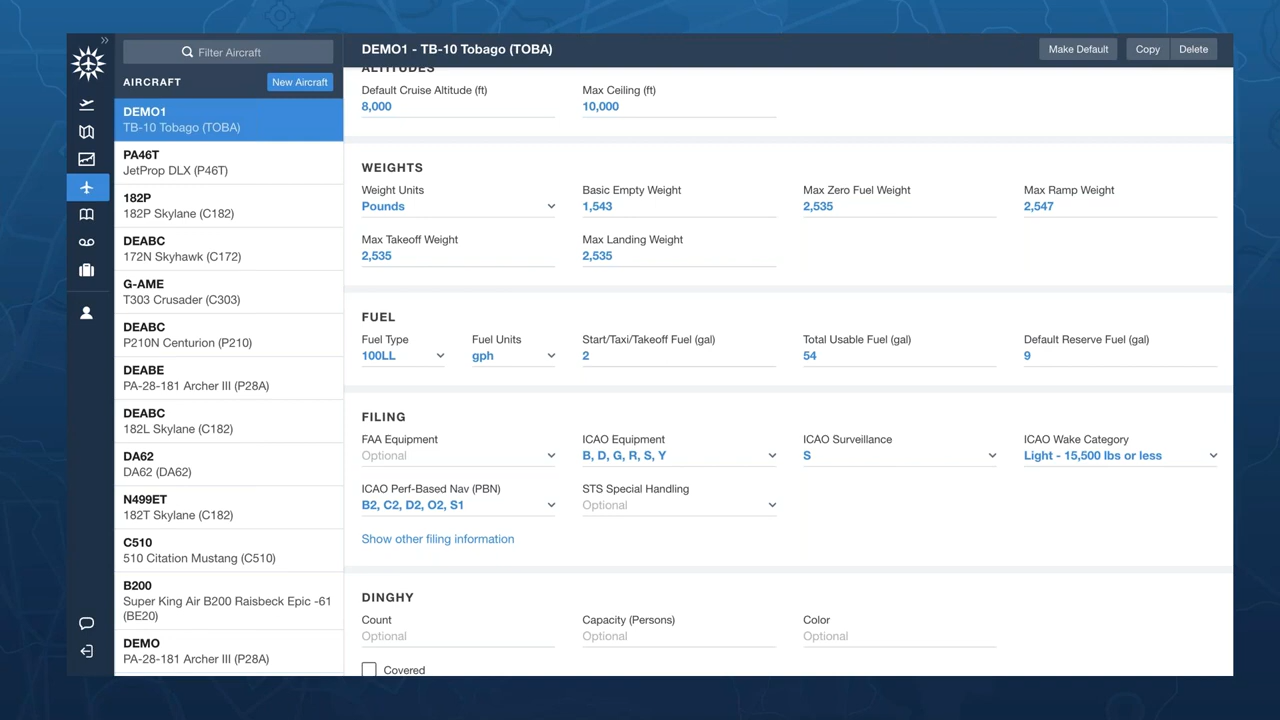 Filter Aircraft
AIRCRAFT
New Aircraft
DEMO1
TB-10 Tobago (TOBA)
PA46T
JetProp DLX (P46T)
182P
182P Skylane (C182)
DEABC
172N Skyhawk (C172)
G-AME
T303 Crusader (C303)
DEABC
P210N Centurion (P210)
DEABE
PA-28-181 Archer III (P28A)
DEABC
182L Skylane (C182)
DA62
DA62 (DA62)
N499ET
182T Skylane (C182)
C510
510 Citation Mustang (C510)
B200
Super King Air B200 Raisbeck Epic -61
(BE20)
DEMO
PA-28-181 Archer III (P28A)
DEMO1 - TB-10 Tobago (TOBA)
Make Default
Copy
Delete
ALTITUDES
Default Cruise Altitude (ft)
8,000
Max Ceiling (ft)
10,000
WEIGHTS
Weight Units
Pounds
Basic Empty Weight
1,543
Max Zero Fuel Weight
2,535
Max Ramp Weight
2,547
Max Takeoff Weight
2,535
Max Landing Weight
2,535
FUEL
Fuel Type
100LL
Fuel Units
gph
Start/Taxi/Takeoff Fuel (gal)
2
Total Usable Fuel (gal)
54
Default Reserve Fuel (gal)
9
FILING
FAA Equipment
Optional
ICAO Equipment
B, D, G, R, S, Y
ICAO Surveillance
S
ICAO Wake Category
Light - 15,500 lbs or less
ICAO Perf-Based Nav (PBN)
B2, C2, D2, O2, S1
STS Special Handling
Optional
Show other filing information
DINGHY
Count
Optional
Capacity (Persons)
Optional
Color
Optional
Covered